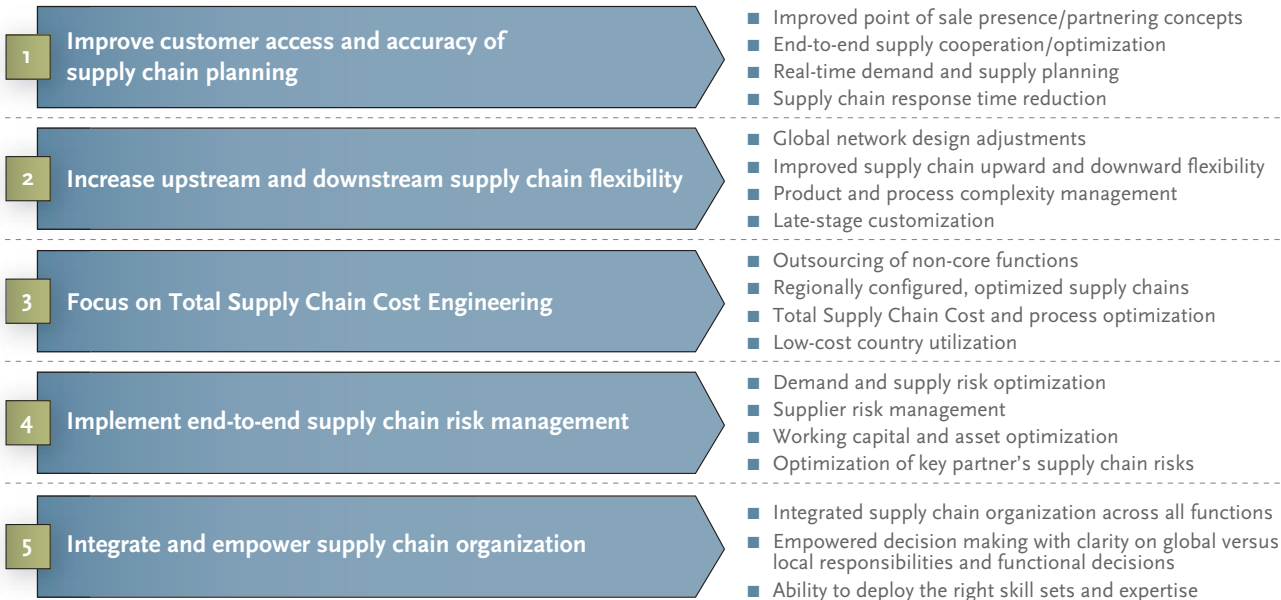 1
Improve customer access and accuracy of
supply chain planning
■ Improved point of sale presence/partnering concepts
■ End-to-end supply cooperation/optimization
■ Real-time demand and supply planning
■ Supply chain response time reduction
2
Increase upstream and downstream supply chain flexibility
■ Global network design adjustments
■ Improved supply chain upward and downward flexibility
■ Product and process complexity management
■ Late-stage customization
3
Focus on Total Supply Chain Cost Engineering
■ Outsourcing of non-core functions
■ Regionally configured, optimized supply chains
■ Total Supply Chain Cost and process optimization
■ Low-cost country utilization
4
Implement end-to-end supply chain risk management
■ Demand and supply risk optimization
■ Supplier risk management
■ Working capital and asset optimization
■ Optimization of key partner’s supply chain risks
5
Integrate and empower supply chain organization
■ Integrated supply chain organization across all functions
■ Empowered decision making with clarity on global versus
local responsibilities and functional decisions
■ Ability to deploy the right skill sets and expertise